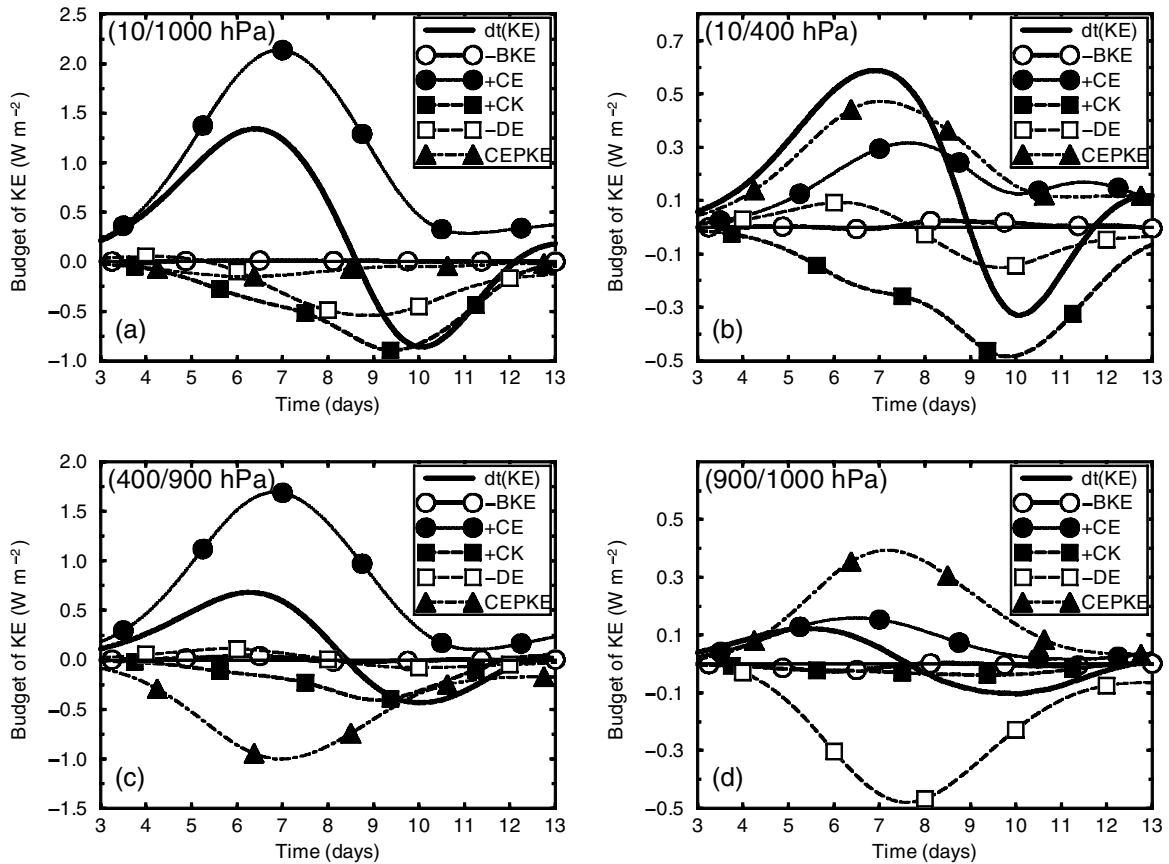 (10/1000 hPa)
dt(KE)
−BKE
+CE
+CK
−DE
CEPKE
2.5
2.0
1.5
1.0
0.5
0.0
−0.5
−1.0
Budget of KE (W m−2)
(a)
3 4 5 6 7 8 9 10 11 12 13
Time (days)
(10/400 hPa)
dt(KE)
−BKE
+CE
+CK
−DE
CEPKE
0.7
0.5
0.3
0.1
−0.1
−0.3
−0.5
Budget of KE (W m−2)
(b)
3 4 5 6 7 8 9 10 11 12 13
Time (days)
(400/900 hPa)
dt(KE)
−BKE
+CE
+CK
−DE
CEPKE
2.0
1.5
1.0
0.5
0.0
−0.5
−1.0
−1.5
Budget of KE (W m−2)
(c)
3 4 5 6 7 8 9 10 11 12 13
Time (days)
(900/1000 hPa)
dt(KE)
−BKE
+CE
+CK
−DE
CEPKE
0.5
0.3
0.1
−0.1
−0.3
−0.5
Budget of KE (W m−2)
(d)
3 4 5 6 7 8 9 10 11 12 13
Time (days)